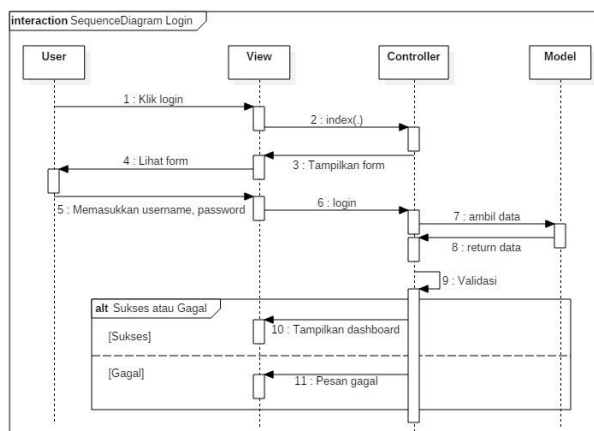 interaction SequenceDiagram Login
User
View
Controller
Model
1 : Klik login
2 : index(.)
4 : Lihat form
3 : Tampilkan form
5 : Memasukkan username, password
6 : login
7 : ambil data
8 : return data
9 : Validasi
alt Sukses atau Gagal
10 : Tampilkan dashboard
[Sukses]
[Gagal]
11 : Pesan gagal